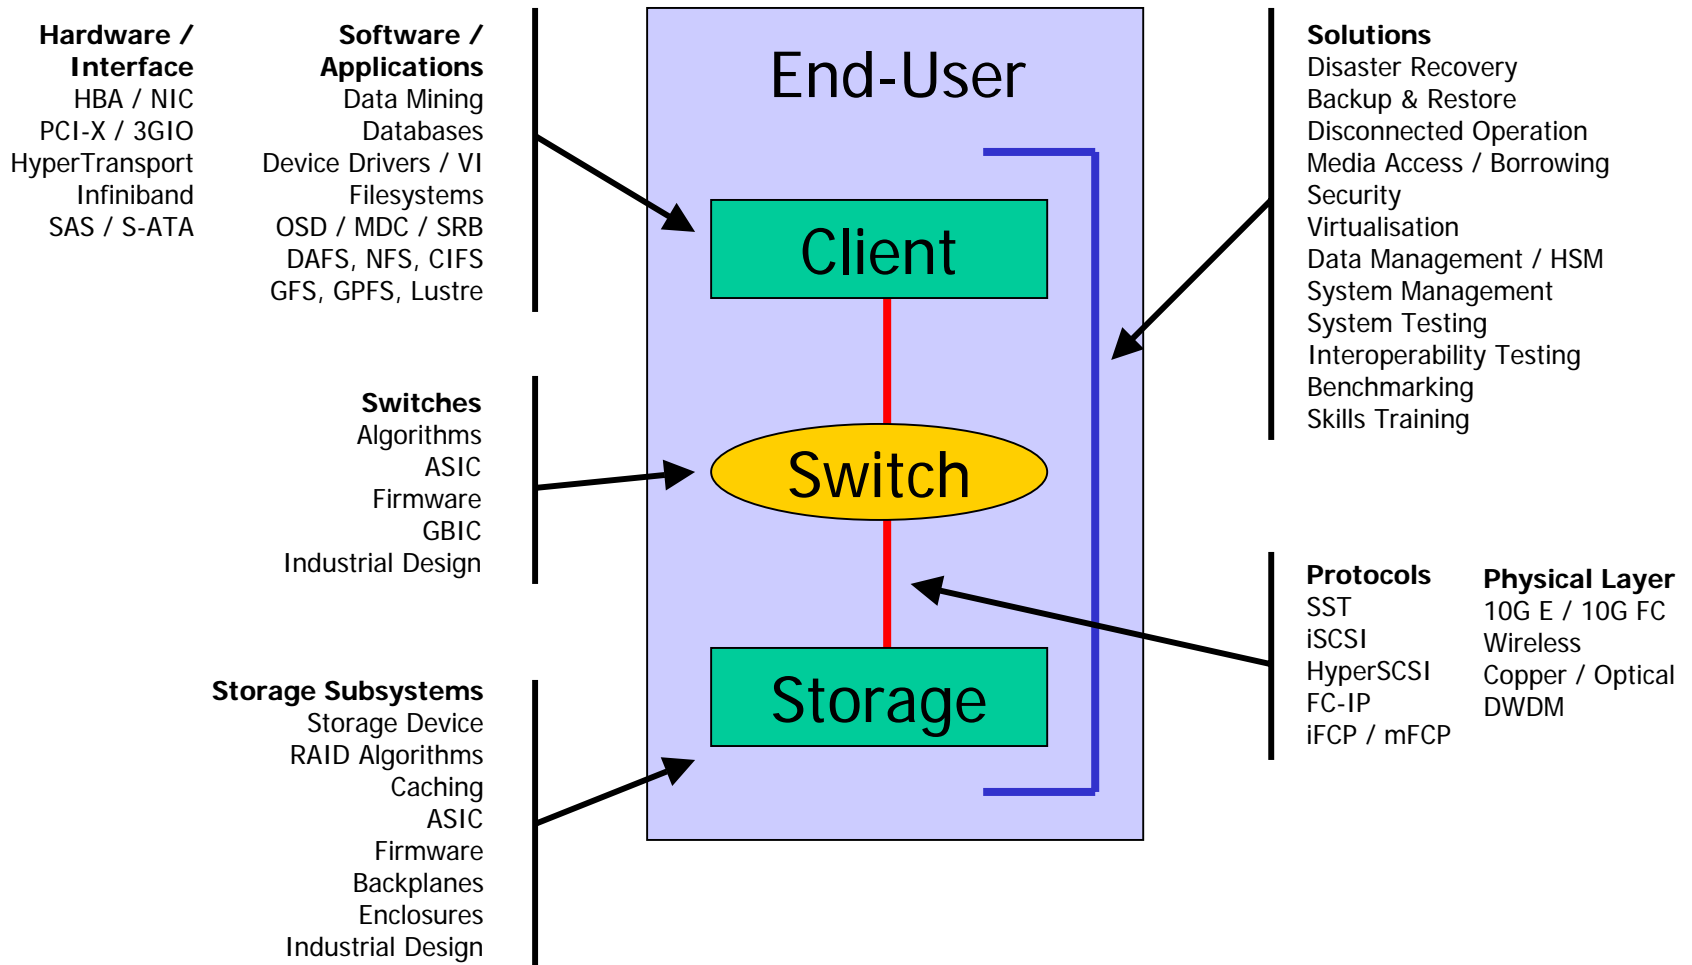 Hardware /
Interface
HBA / NIC
PCI-X / 3GIO
HyperTransport
Infiniband
SAS / S-ATA
Software /
Applications
Data Mining
Databases
Device Drivers / VI
Filesystems
OSD / MDC / SRB
DAFS, NFS, CIFS
GFS, GPFS, Lustre
Switches
Algorithms
ASIC
Firmware
GBIC
Industrial Design
Storage Subsystems
Storage Device
RAID Algorithms
Caching
ASIC
Firmware
Backplanes
Enclosures
Industrial Design
End-User
Client
Switch
Storage
Solutions
Disaster Recovery
Backup & Restore
Disconnected Operation
Media Access / Borrowing
Security
Virtualisation
Data Management / HSM
System Management
System Testing
Interoperability Testing
Benchmarking
Skills Training
Protocols
SST
iSCSI
HyperSCSI
FC-IP
iFCP / mFCP
Physical Layer
10G E / 10G FC
Wireless
Copper / Optical
DWDM